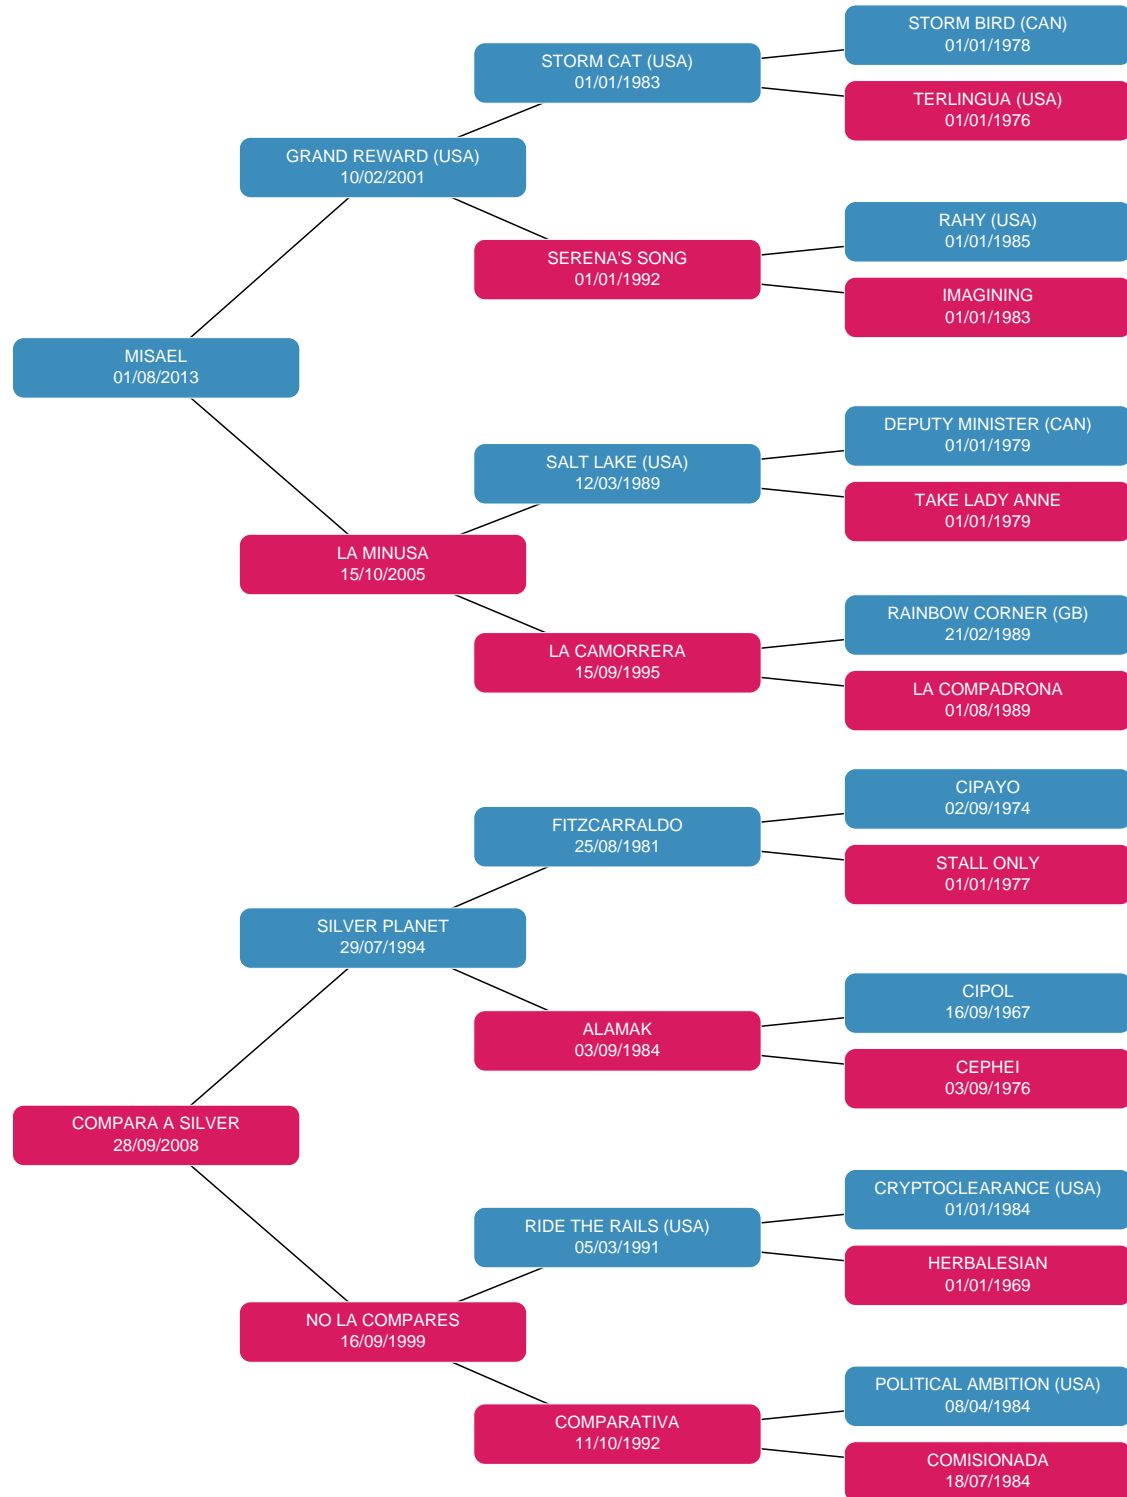 STORM BIRD (CAN)
01/01/1978
STORM CAT (USA)
01/01/1983
TERLINGUA (USA)
01/01/1976
GRAND REWARD (USA)
10/02/2001
RAHY (USA)
01/01/1985
SERENA'S SONG
01/01/1992
IMAGINING
01/01/1983
MISAEL
01/08/2013
DEPUTY MINISTER (CAN)
01/01/1979
SALT LAKE (USA)
12/03/1989
TAKE LADY ANNE
01/01/1979
LA MINUSA
15/10/2005
RAINBOW CORNER (GB)
21/02/1989
LA CAMORRERA
15/09/1995
LA COMPADRONA
01/08/1989
CIPAYO
02/09/1974
FITZCARRALDO
25/08/1981
STALL ONLY
01/01/1977
SILVER PLANET
29/07/1994
CIPOL
16/09/1967
ALAMAK
03/09/1984
CEPHEI
03/09/1976
COMPARA A SILVER
28/09/2008
CRYPTOCLEARANCE (USA)
01/01/1984
RIDE THE RAILS (USA)
05/03/1991
HERBALESIAN
01/01/1969
NO LA COMPARES
16/09/1999
POLITICAL AMBITION (USA)
08/04/1984
COMPARATIVA
11/10/1992
COMISIONADA
18/07/1984